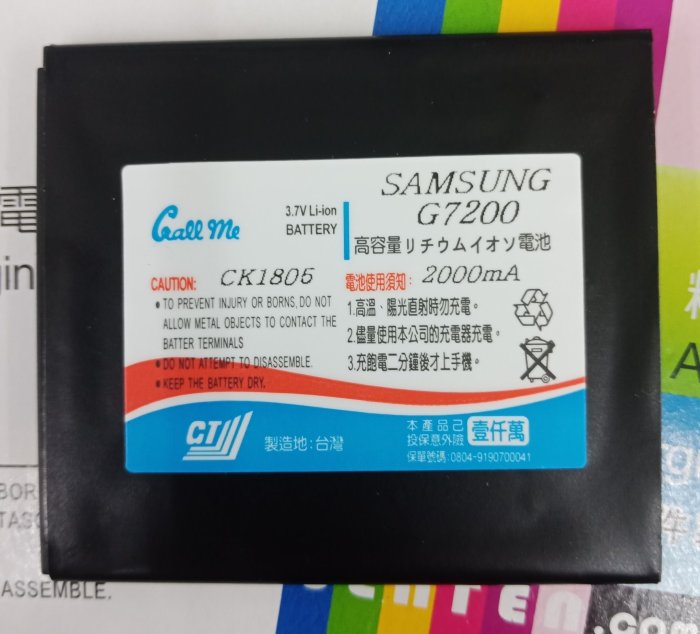 Call Me
3.7V Li-ion
BATTERY
SAMSUNG
G7200
高容量リチウムイオン電池
CAUTION: CK1805
• TO PREVENT INJURY OR BORNS, DO NOT
ALLOW METAL OBJECTS TO CONTACT THE
BATTER TERMINALS
• DO NOT ATTEMPT TO DISASSEMBLE.
• KEEP THE BATTERY DRY.
電池使用須知: 2000mA
1.高溫、陽光直射時勿充電。
2.儘量使用本公司的充電器充電。
3.充飽電二分鐘後才上手機。
CT
製造地:台灣
本產品己
投保意外險 壹仟萬
保單號碼:0804-9190700041
電
gin
BOR
TASC
ASSEMBLE.
A
件
.com